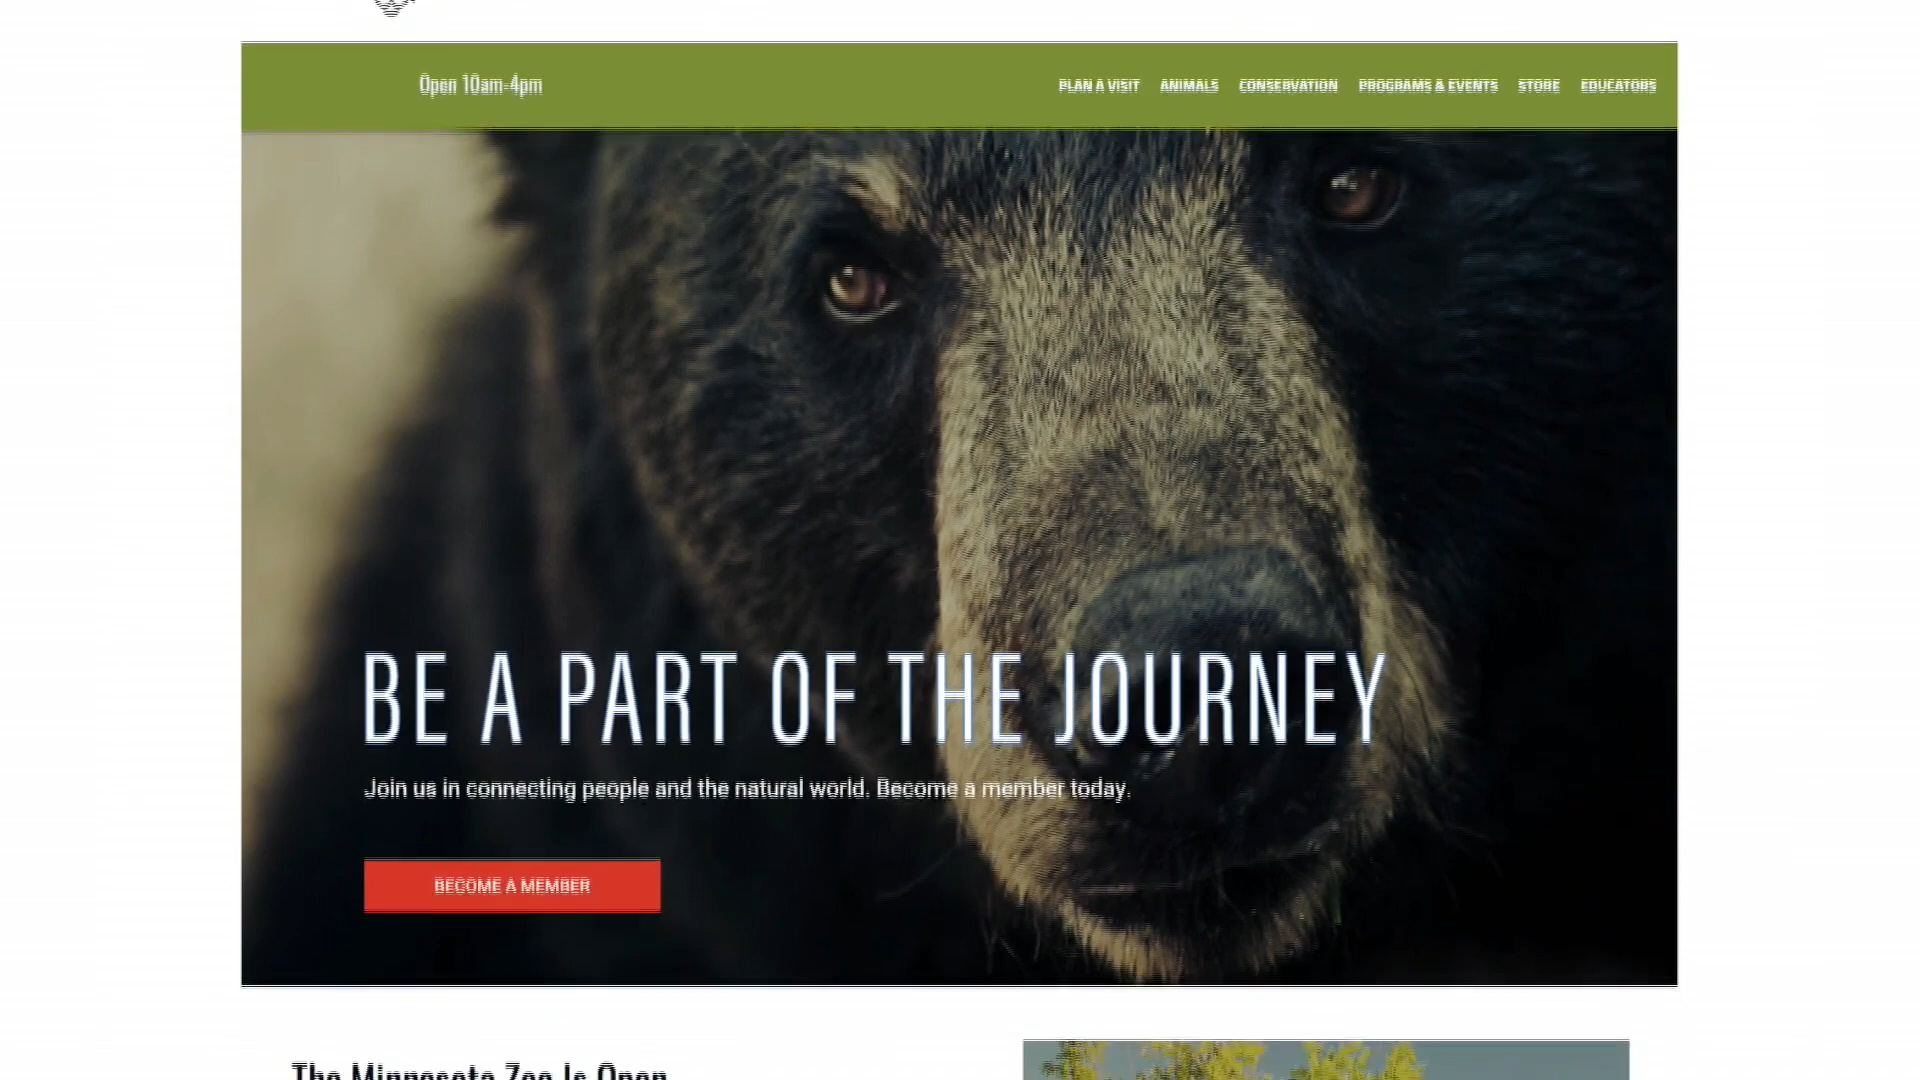 Open 10am-4pm
PLAN A VISIT ANIMALS CONSERVATION PROGRAMS & EVENTS STORE EDUCATORS
BE A PART OF THE JOURNEY
Join us in connecting people and the natural world. Become a member today.
BECOME A MEMBER
The Minnesota Zoo Is Open